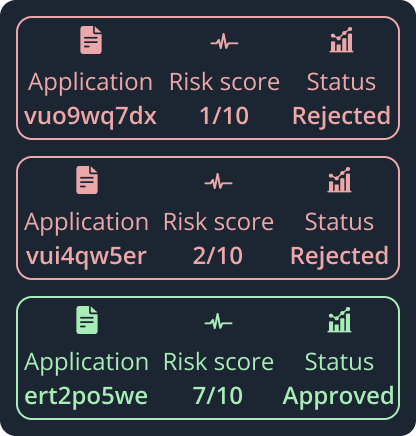 Application Risk score Status
vuo9wq7dx 1/10 Rejected
Application Risk score Status
vui4qw5er 2/10 Rejected
Application Risk score Status
ert2po5we 7/10 Approved